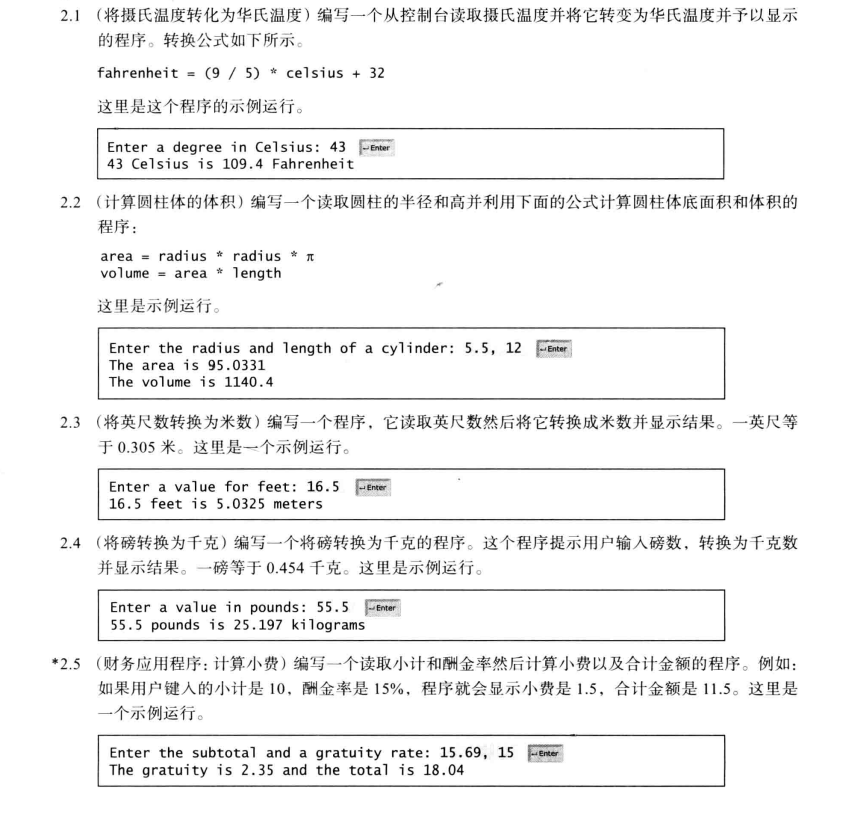 2.1 （将摄氏温度转化为华氏温度）编写一个从控制台读取摄氏温度并将它转变为华氏温度并予以显示
的程序。转换公式如下所示。
fahrenheit = (9 / 5) * celsius + 32
这里是这个程序的示例运行。
Enter a degree in Celsius: 43 ↵Enter
43 Celsius is 109.4 Fahrenheit
2.2 （计算圆柱体的体积）编写一个读取圆柱的半径和高并利用下面的公式计算圆柱体底面积和体积的
程序：
area = radius * radius * π
volume = area * length
这里是示例运行。
Enter the radius and length of a cylinder: 5.5, 12 ↵Enter
The area is 95.0331
The volume is 1140.4
2.3 （将英尺数转换为米数）编写一个程序，它读取英尺数然后将它转换成米数并显示结果。一英尺等
于 0.305 米。这里是一个示例运行。
Enter a value for feet: 16.5 ↵Enter
16.5 feet is 5.0325 meters
2.4 （将磅转换为千克）编写一个将磅转换为千克的程序。这个程序提示用户输入磅数，转换为千克数
并显示结果。一磅等于 0.454 千克。这里是示例运行。
Enter a value in pounds: 55.5 ↵Enter
55.5 pounds is 25.197 kilograms
*2.5 （财务应用程序：计算小费）编写一个读取小计和酬金率然后计算小费以及合计金额的程序。例如：
如果用户键入的小计是 10，酬金率是 15%，程序就会显示小费是 1.5，合计金额是 11.5。这里是
一个示例运行。
Enter the subtotal and a gratuity rate: 15.69, 15 ↵Enter
The gratuity is 2.35 and the total is 18.04